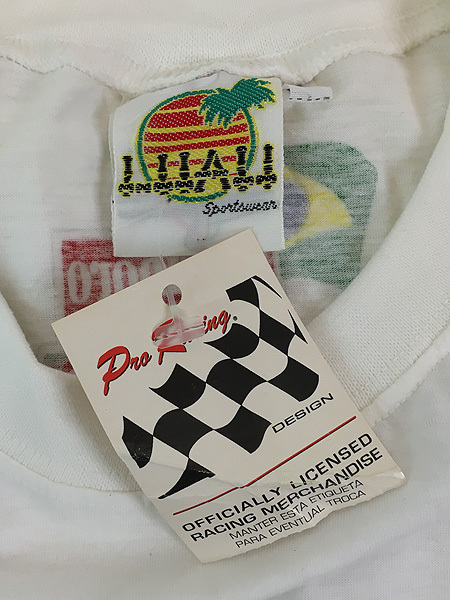 Sportswear
Pro Racing®
DESIGN
OFFICIALLY LICENSED
RACING MERCHANDISE
MANTER ESTA ETIQUETA
PARA EVENTUAL TROCA